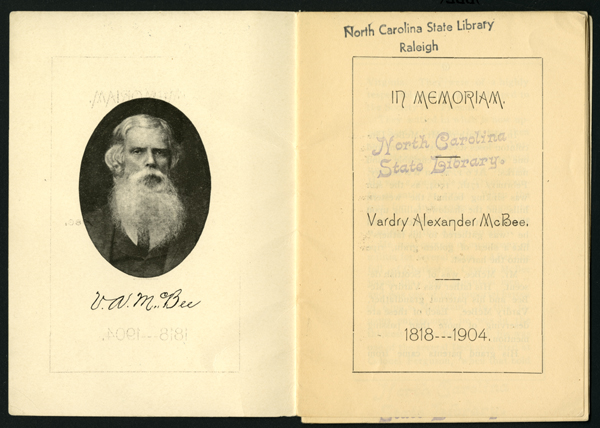 V. A. McBee
North Carolina State Library
Raleigh
IN MEMORIAM.
North Carolina
State Library.
Vardry Alexander McBee.
1818---1904.